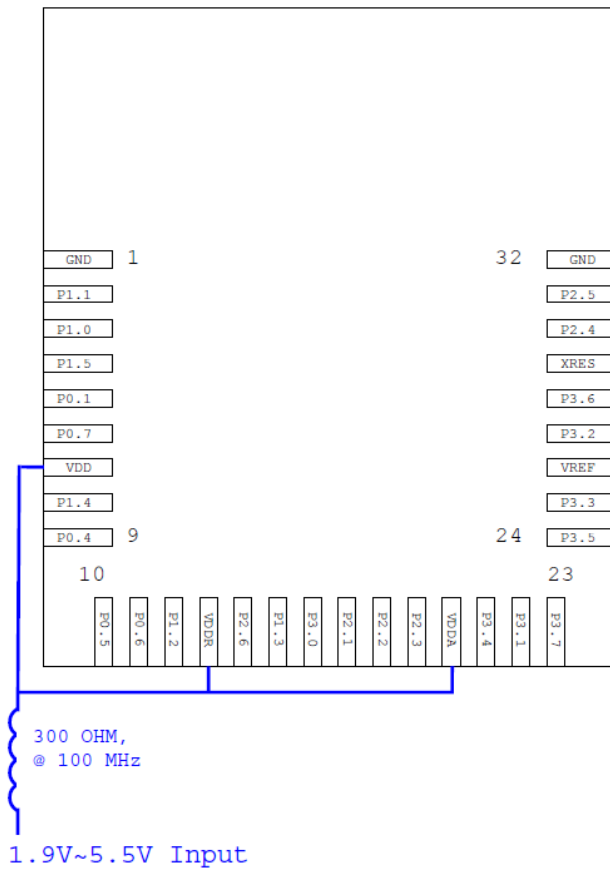 GND 1 32 GND
P1.1 P2.5
P1.0 P2.4
P1.5 XRES
P0.1 P3.6
P0.7 P3.2
VDD VREF
P1.4 P3.3
P0.4 9 24 P3.5
10 23
P0.5 P0.6 P1.2 VDDR P2.6 P1.3 P3.0 P2.1 P2.2 P2.3 VDDA P3.4 P3.1 P3.7
300 OHM,
@ 100 MHz
1.9V~5.5V Input